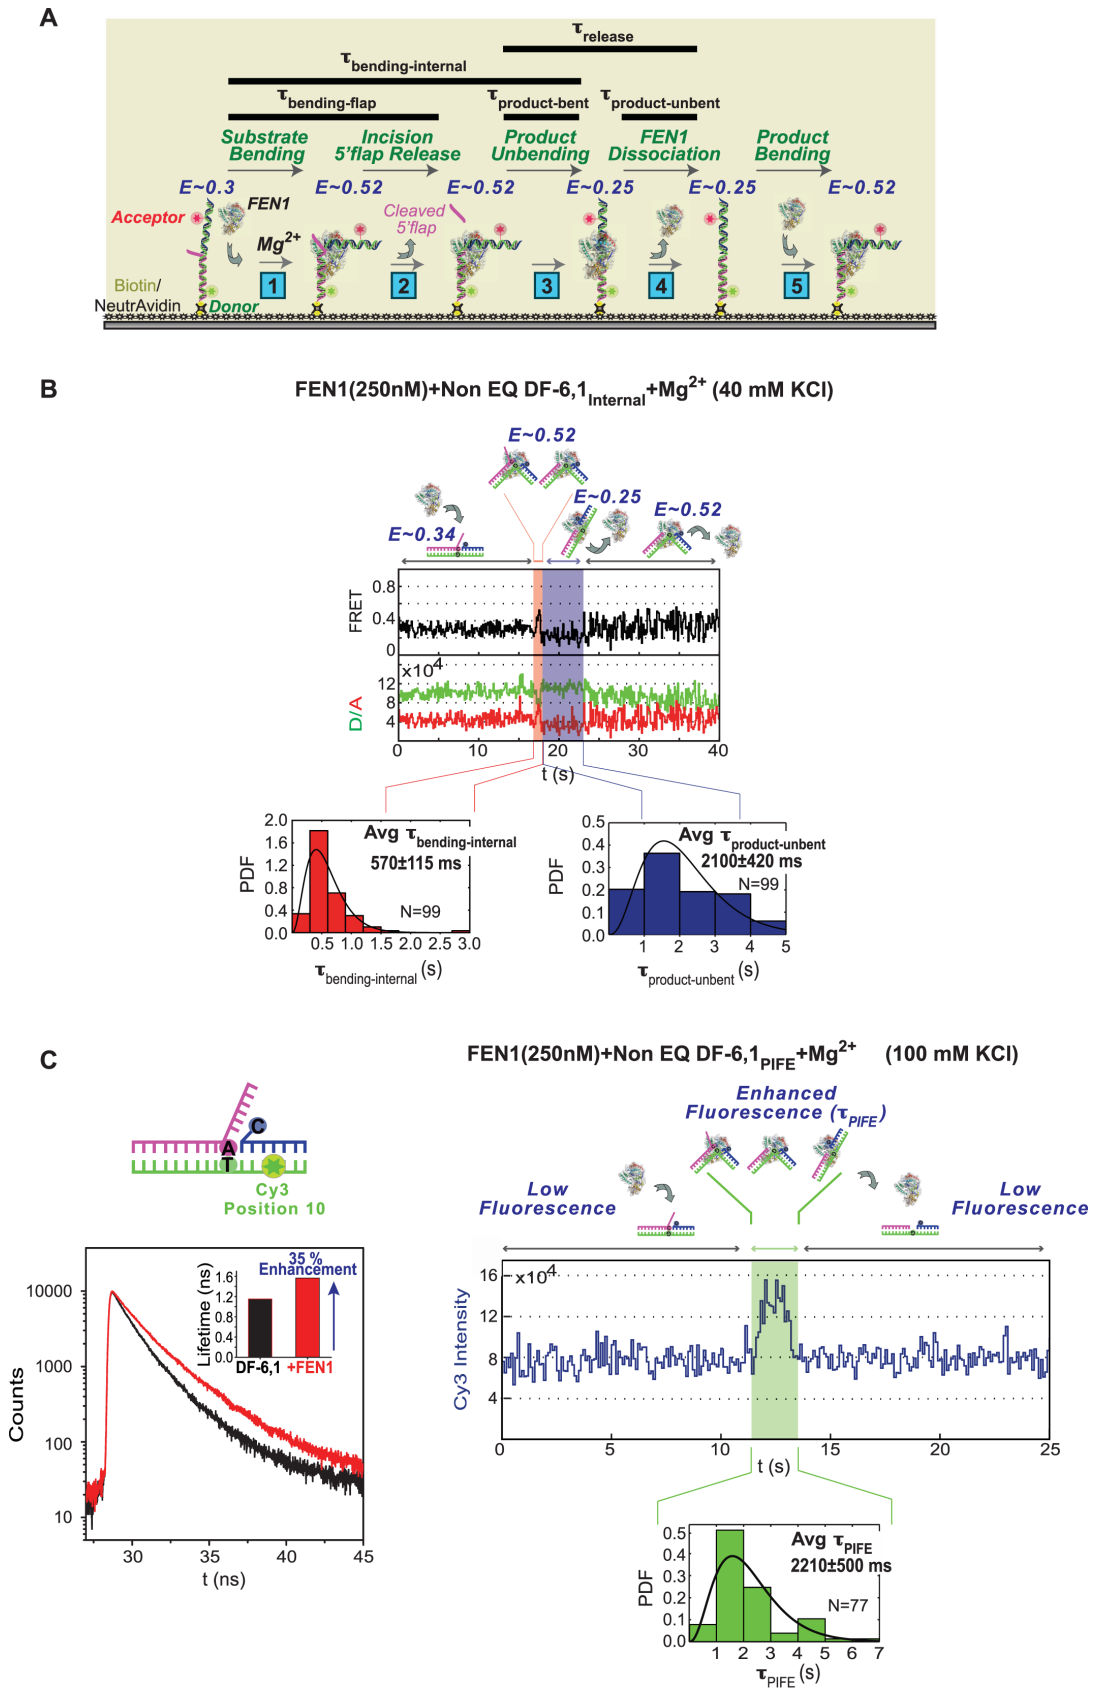 A
τrelease
τbending-internal
τbending-flap
τproduct-bent
τproduct-unbent
Substrate
Bending
Incision
5'flap Release
Product
Unbending
FEN1
Dissociation
Product
Bending
E~0.3
E~0.52
E~0.52
E~0.25
E~0.25
E~0.52
Acceptor
FEN1
Cleaved
5'flap
Mg2+
Biotin/
NeutrAvidin
Donor
1
2
3
4
5
B
FEN1(250nM)+Non EQ DF-6,1Internal+Mg2+ (40 mM KCl)
E~0.52
E~0.25
E~0.52
E~0.34
FRET
0.8
0.4
0
x10^4
D/A
12
8
4
0
10
20
30
40
t (s)
Avg τbending-internal
570±115 ms
N=99
PDF
2.0
1.6
1.2
0.8
0.4
0.0
0.5
1.0
1.5
2.0
2.5
3.0
τbending-internal (s)
Avg τproduct-unbent
2100±420 ms
N=99
PDF
0.5
0.4
0.3
0.2
0.1
0.0
1
2
3
4
5
τproduct-unbent (s)
C
FEN1(250nM)+Non EQ DF-6,1PIFE+Mg2+ (100 mM KCl)
C
A
T
Cy3
Position 10
Enhanced
Fluorescence (τPIFE)
Low
Fluorescence
Low
Fluorescence
Counts
10000
1000
100
10
30
35
40
45
t (ns)
Lifetime (ns)
1.6
1.2
0.8
0.4
0.0
35 %
Enhancement
DF-6,1
+FEN1
Cy3 Intensity
x10^4
16
12
8
4
0
5
10
15
20
25
t (s)
Avg τPIFE
2210±500 ms
N=77
PDF
0.5
0.4
0.3
0.2
0.1
0.0
1
2
3
4
5
6
7
τPIFE (s)